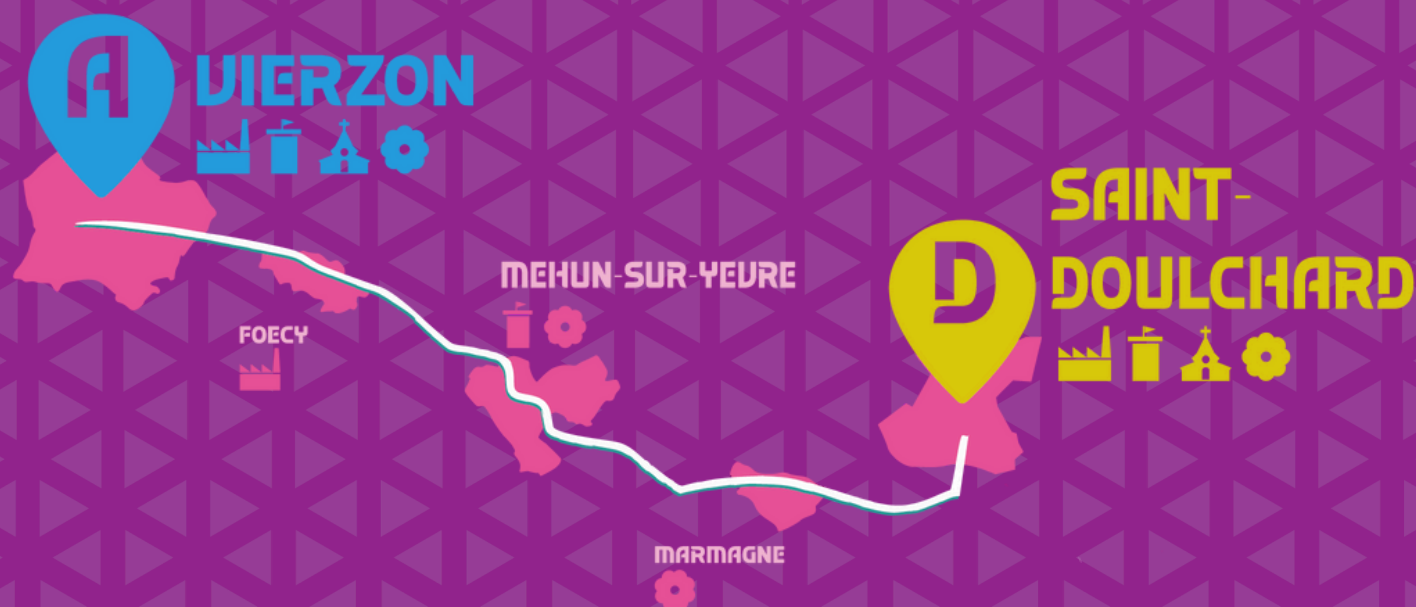 A
VIERZON
SAINT-
DOULCHARD
D
MEHUN-SUR-YEVRE
FOECY
MARMAGNE